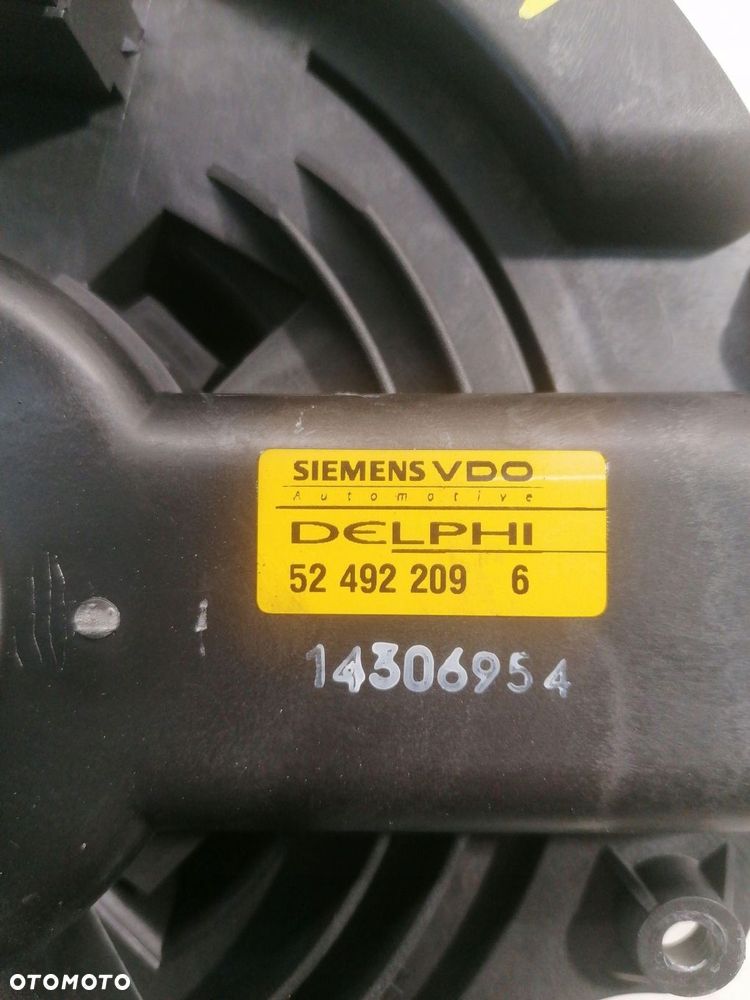 SIEMENS VDO
Automotive
DELPHI
52 492 209 6
14306954
OTOMOTO